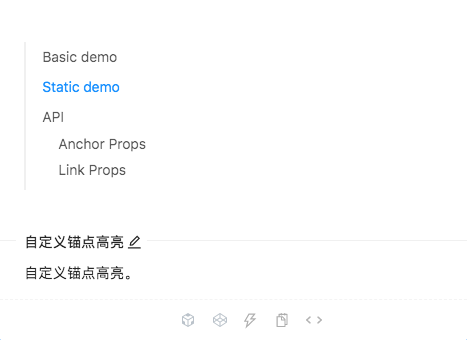 Basic demo
Static demo
API
Anchor Props
Link Props
自定义锚点高亮
自定义锚点高亮。